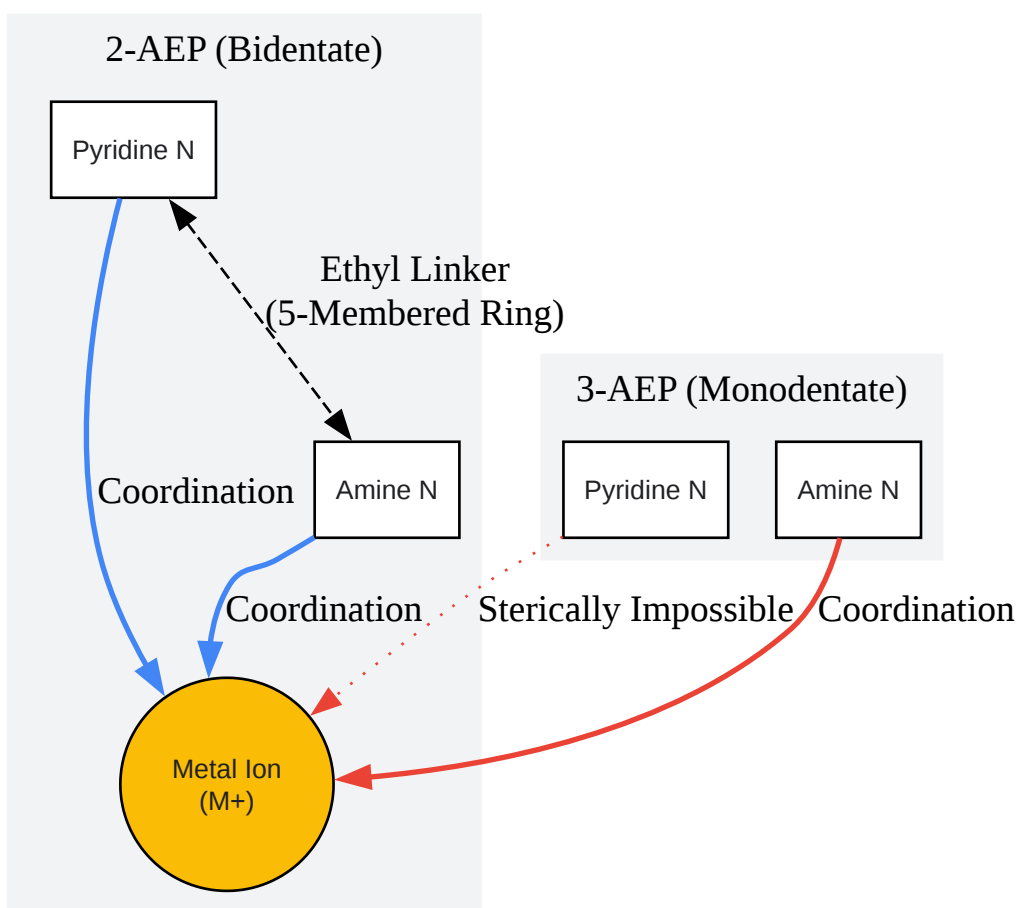 2-AEP (Bidentate)
Pyridine N
Ethyl Linker
(5-Membered Ring)
3-AEP (Monodentate)
Coordination
Amine N
Pyridine N
Amine N
Coordination
Sterically Impossible
Coordination
Metal Ion
(M+)